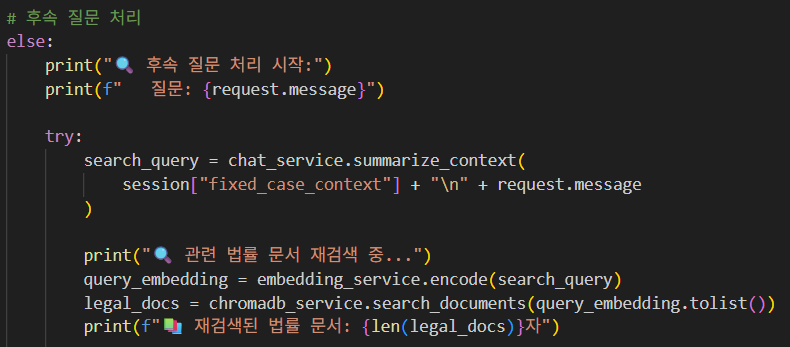 # 후속 질문 처리
else:
    print("🔍 후속 질문 처리 시작:")
    print(f"   질문: {request.message}")

    try:
        search_query = chat_service.summarize_context(
            session["fixed_case_context"] + "\n" + request.message
        )

        print("🔍 관련 법률 문서 재검색 중...")
        query_embedding = embedding_service.encode(search_query)
        legal_docs = chromadb_service.search_documents(query_embedding.tolist())
        print(f"📚 재검색된 법률 문서: {len(legal_docs)}자")